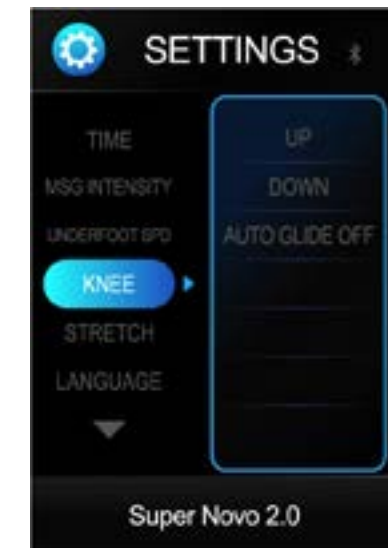 SETTINGS
TIME
MSG INTENSITY
UNDERFOOT SPD
KNEE
STRETCH
LANGUAGE
UP
DOWN
AUTO GLIDE OFF
Super Novo 2.0